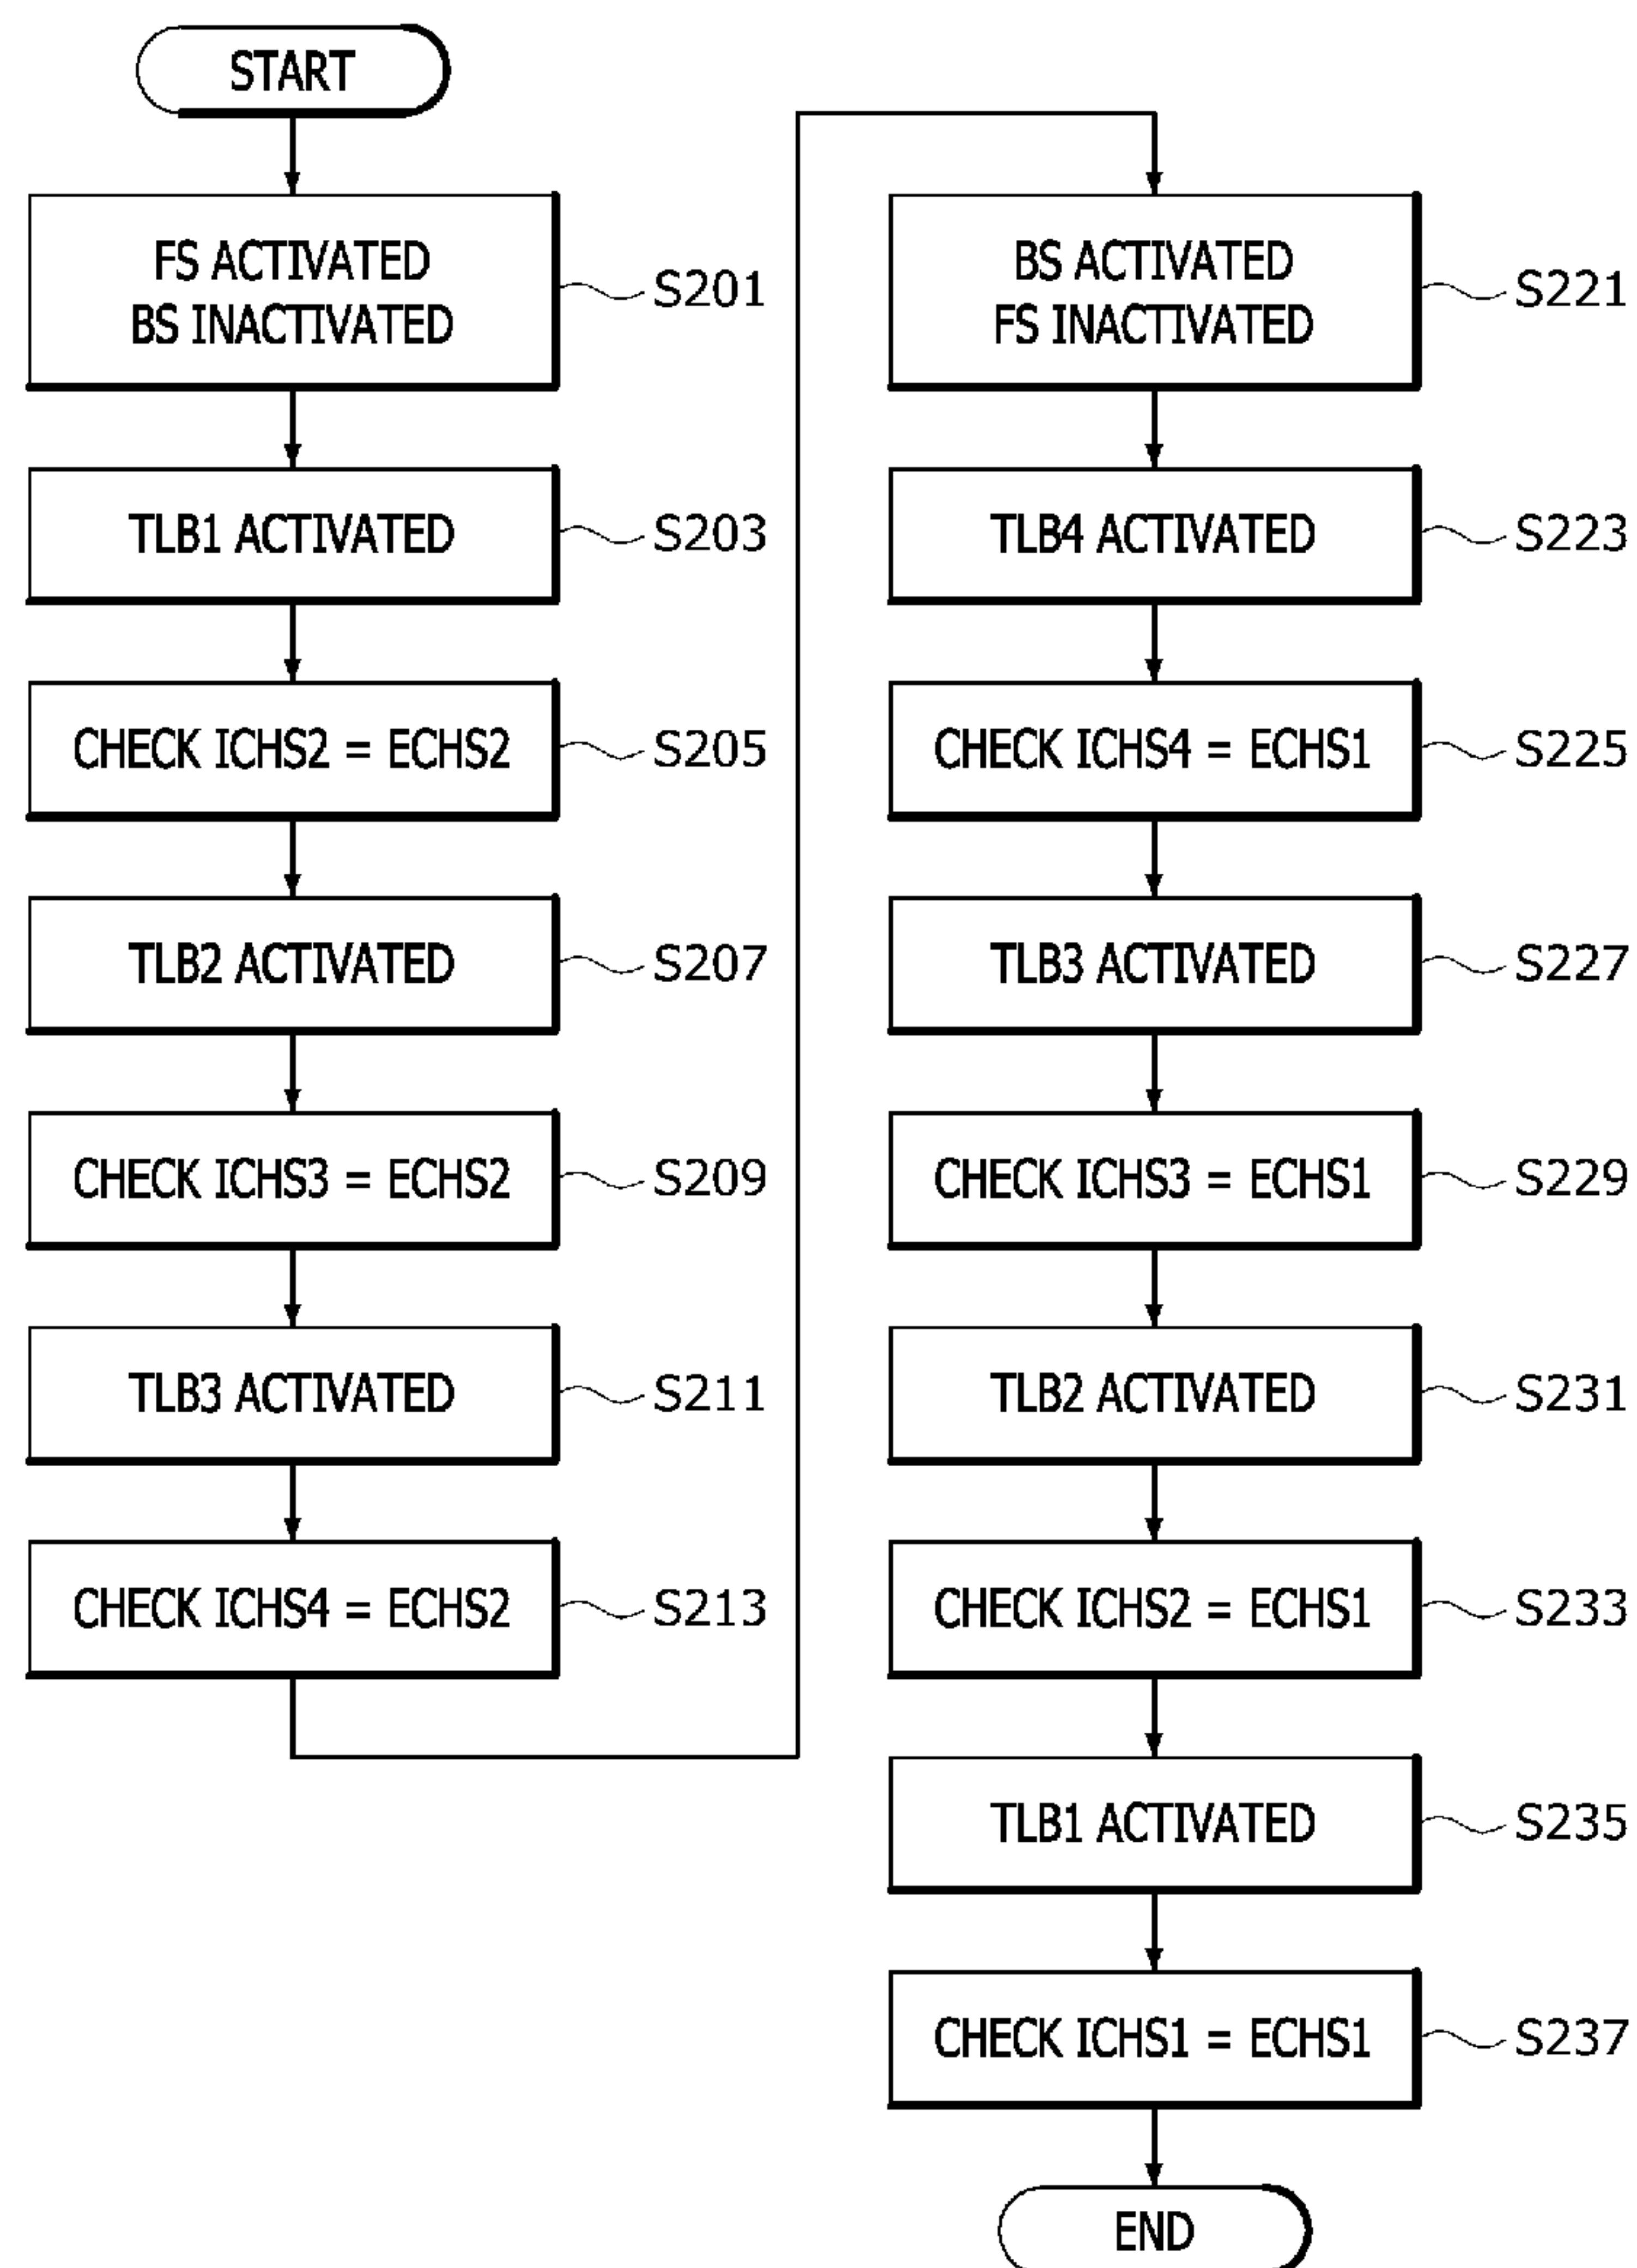 START
FS ACTIVATED
BS INACTIVATED
S201
TLB1 ACTIVATED
S203
CHECK ICHS2 = ECHS2
S205
TLB2 ACTIVATED
S207
CHECK ICHS3 = ECHS2
S209
TLB3 ACTIVATED
S211
CHECK ICHS4 = ECHS2
S213
BS ACTIVATED
FS INACTIVATED
S221
TLB4 ACTIVATED
S223
CHECK ICHS4 = ECHS1
S225
TLB3 ACTIVATED
S227
CHECK ICHS3 = ECHS1
S229
TLB2 ACTIVATED
S231
CHECK ICHS2 = ECHS1
S233
TLB1 ACTIVATED
S235
CHECK ICHS1 = ECHS1
S237
END